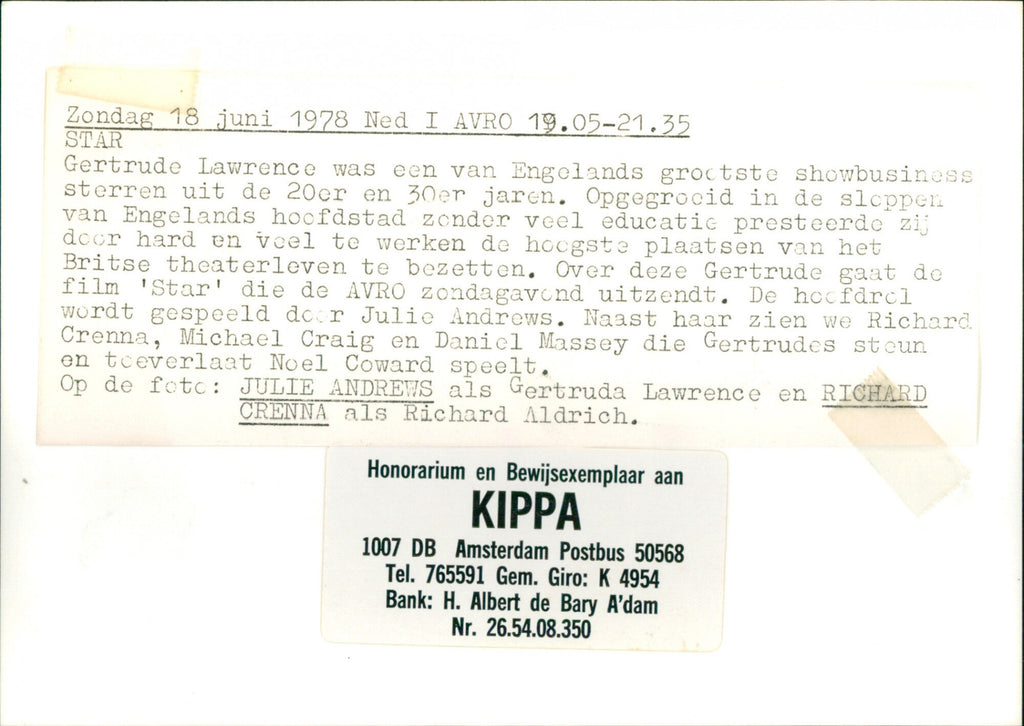 Zondag 18 juni 1978 Ned I AVRO 19.05-21.35
STAR
Gertrude Lawrence was een van Engelands grootste showbusiness
sterren uit de 20er en 30er jaren. Opgegroeid in de sloppen
van Engelands hoofdstad zonder veel educatie presteerde zij
door hard en veel te werken de hoogste plaatsen van het
Britse theaterleven te bezetten. Over deze Gertrude gaat de
film 'Star' die de AVRO zondagavond uitzendt. De hoofdrol
wordt gespeeld door Julie Andrews. Naast haar zien we Richard
Crenna, Michael Craig en Daniel Massey die Gertrudes steun
en toeverlaat Noel Coward speelt.
Op de foto: JULIE ANDREWS als Gertruda Lawrence en RICHARD
CRENNA als Richard Aldrich.
Honorarium en Bewijsexemplaar aan
KIPPA
1007 DB Amsterdam Postbus 50568
Tel. 765591 Gem. Giro: K 4954
Bank: H. Albert de Bary A'dam
Nr. 26.54.08.350